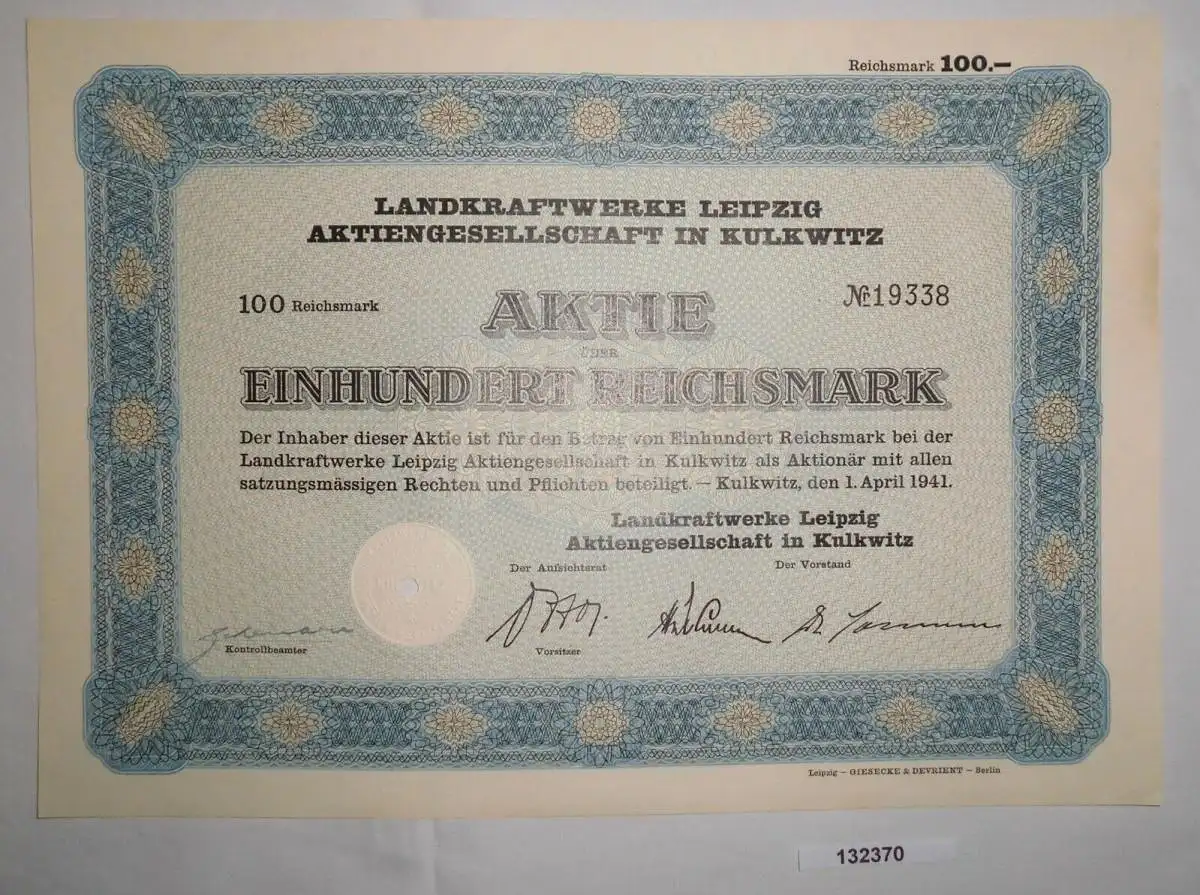 Reichsmark 100.—
LANDKRAFTWERKE LEIPZIG
AKTIENGESELLSCHAFT IN KULKWITZ
100 Reichsmark
№ 19338
AKTIE
ÜBER
EINHUNDERT REICHSMARK
Der Inhaber dieser Aktie ist für den Betrag von Einhundert Reichsmark bei der
Landkraftwerke Leipzig Aktiengesellschaft in Kulkwitz als Aktionär mit allen
satzungsmässigen Rechten und Pflichten beteiligt. — Kulkwitz, den 1. April 1941.
Landkraftwerke Leipzig
Aktiengesellschaft in Kulkwitz
Der Aufsichtsrat
Der Vorstand
Kontrollbeamter
Vorsitzer
Leipzig — GIESECKE & DEVRIENT — Berlin
132370